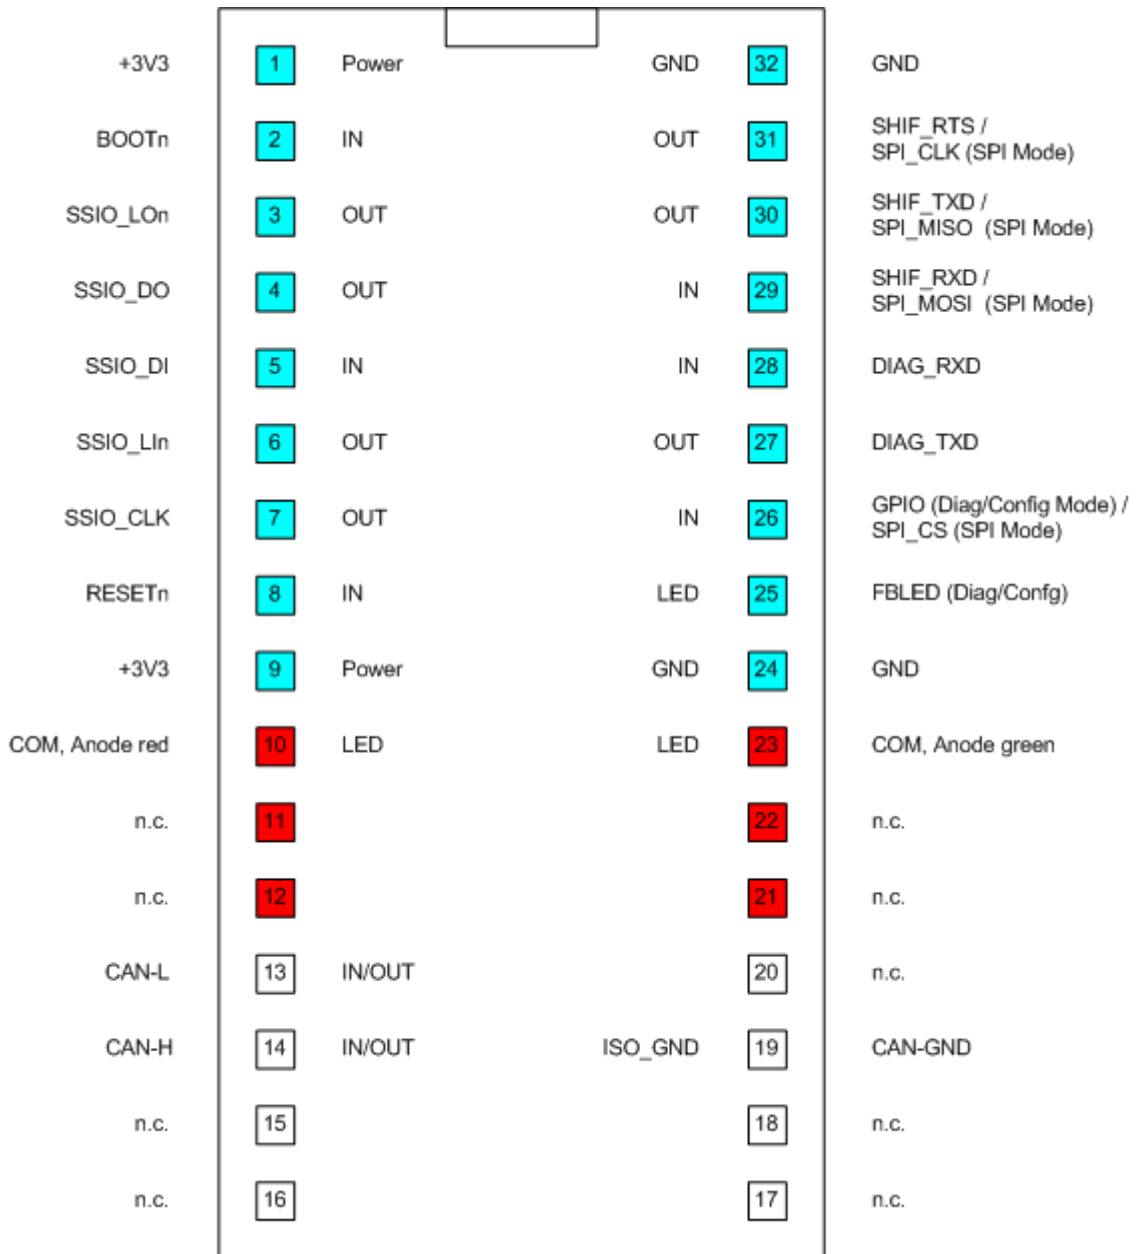 +3V3 1 Power GND 32 GND
BOOTn 2 IN OUT 31 SHIF_RTS /
SPI_CLK (SPI Mode)
SSIO_LOn 3 OUT OUT 30 SHIF_TXD /
SPI_MISO (SPI Mode)
SSIO_DO 4 OUT IN 29 SHIF_RXD /
SPI_MOSI (SPI Mode)
SSIO_DI 5 IN IN 28 DIAG_RXD
SSIO_LIn 6 OUT OUT 27 DIAG_TXD
SSIO_CLK 7 OUT IN 26 GPIO (Diag/Config Mode) /
SPI_CS (SPI Mode)
RESETn 8 IN LED 25 FBLED (Diag/Confg)
+3V3 9 Power GND 24 GND
COM, Anode red 10 LED LED 23 COM, Anode green
n.c. 11 22 n.c.
n.c. 12 21 n.c.
CAN-L 13 IN/OUT 20 n.c.
CAN-H 14 IN/OUT ISO_GND 19 CAN-GND
n.c. 15 18 n.c.
n.c. 16 17 n.c.